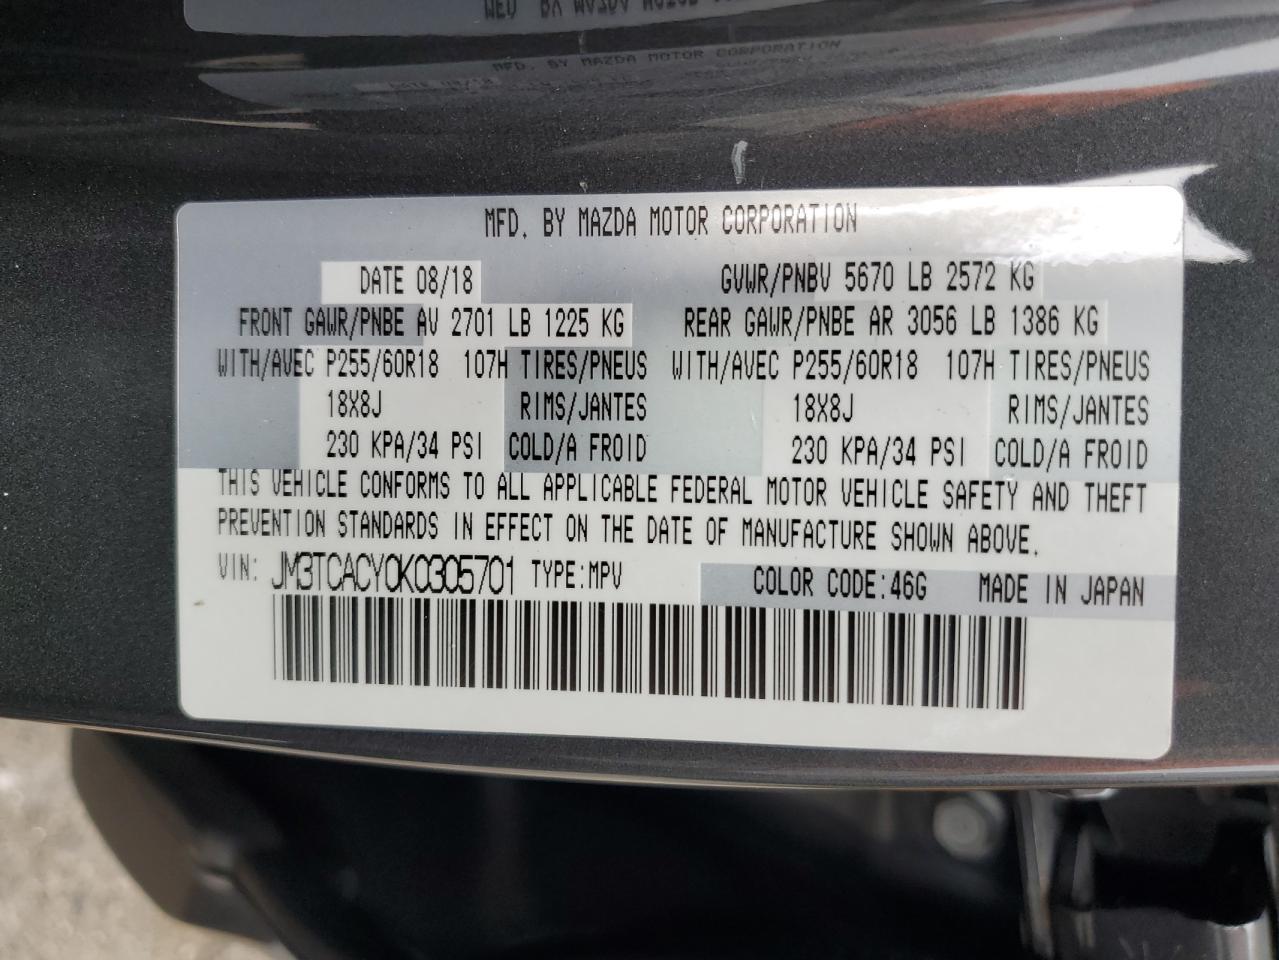 MFD. BY MAZDA MOTOR CORPORATION
MFD. BY MAZDA MOTOR CORPORATION
DATE 08/18 GVWR/PNBV 5670 LB 2572 KG
FRONT GAWR/PNBE AV 2701 LB 1225 KG REAR GAWR/PNBE AR 3056 LB 1386 KG
WITH/AVEC P255/60R18 107H TIRES/PNEUS WITH/AVEC P255/60R18 107H TIRES/PNEUS
18X8J RIMS/JANTES 18X8J RIMS/JANTES
230 KPA/34 PSI COLD/A FROID 230 KPA/34 PSI COLD/A FROID
THIS VEHICLE CONFORMS TO ALL APPLICABLE FEDERAL MOTOR VEHICLE SAFETY AND THEFT
PREVENTION STANDARDS IN EFFECT ON THE DATE OF MANUFACTURE SHOWN ABOVE.
VIN: JM3TCACY0K0305701 TYPE:MPV COLOR CODE:46G MADE IN JAPAN